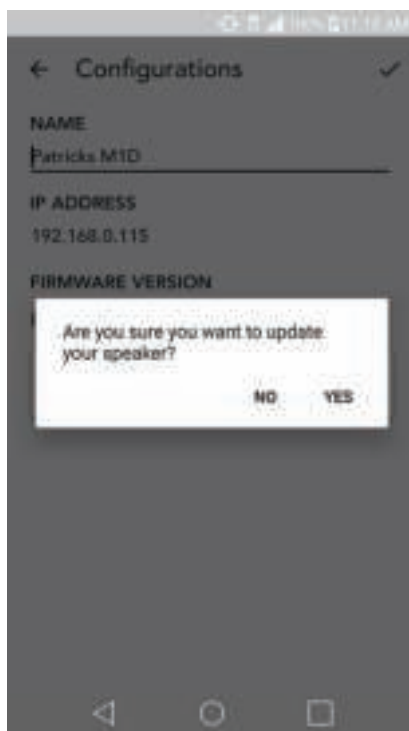 Configurations
NAME
Patricks M1D
IP ADDRESS
192.168.0.115
FIRMWARE VERSION
Are you sure you want to update
your speaker?
NO YES